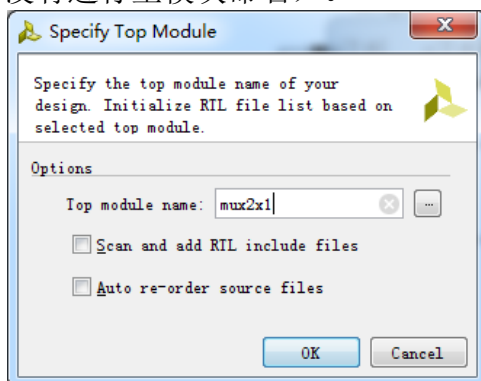 Specify Top Module
Specify the top module name of your
design. Initialize RTL file list based on
selected top module.
Options
Top module name: mux2x1
...
Scan and add RTL include files
Auto re-order source files
OK Cancel